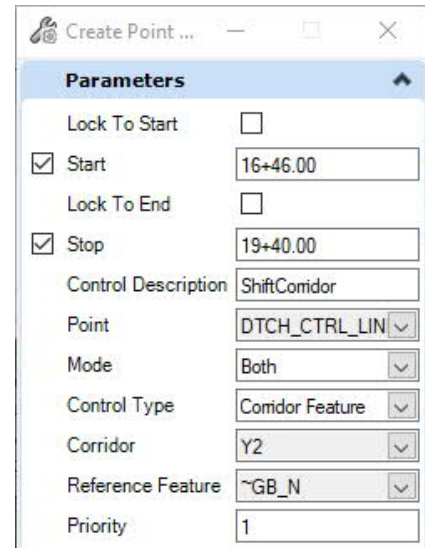 Create Point ...
Parameters
Lock To Start
Start 16+46.00
Lock To End
Stop 19+40.00
Control Description ShiftCorridor
Point DTCH_CTRL_LIN
Mode Both
Control Type Corridor Feature
Corridor Y2
Reference Feature ~GB_N
Priority 1